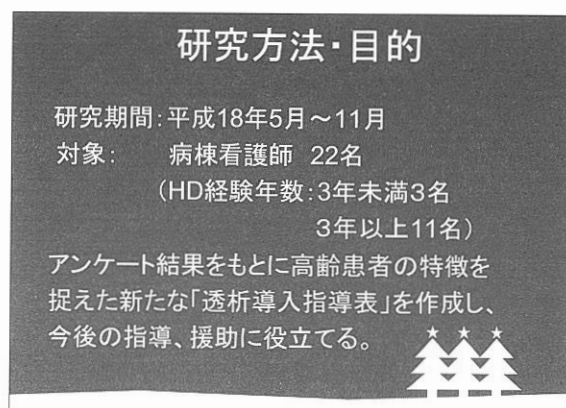 研究方法・目的
研究期間:平成18年5月～11月
対象: 病棟看護師 22名
(HD経験年数:3年未満3名
3年以上11名)
アンケート結果をもとに高齢患者の特徴を
捉えた新たな「透析導入指導表」を作成し、
今後の指導、援助に役立てる。